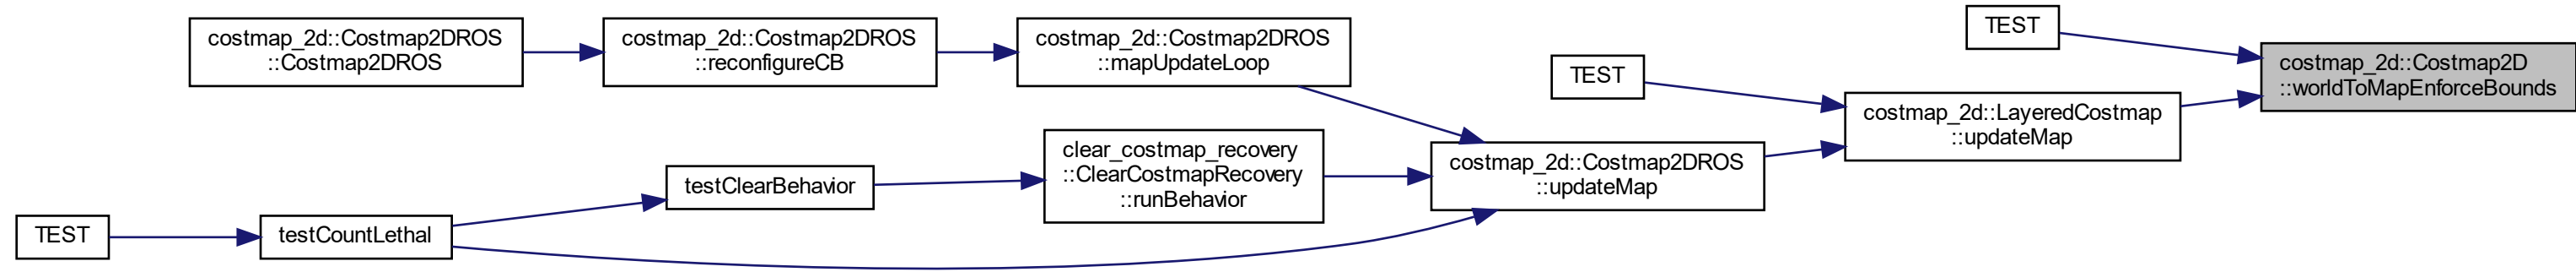 costmap_2d::Costmap2DROS
::Costmap2DROS
costmap_2d::Costmap2DROS
::reconfigureCB
costmap_2d::Costmap2DROS
::mapUpdateLoop
TEST
TEST
costmap_2d::Costmap2D
::worldToMapEnforceBounds
costmap_2d::LayeredCostmap
::updateMap
clear_costmap_recovery
::ClearCostmapRecovery
::runBehavior
costmap_2d::Costmap2DROS
::updateMap
testClearBehavior
TEST
testCountLethal